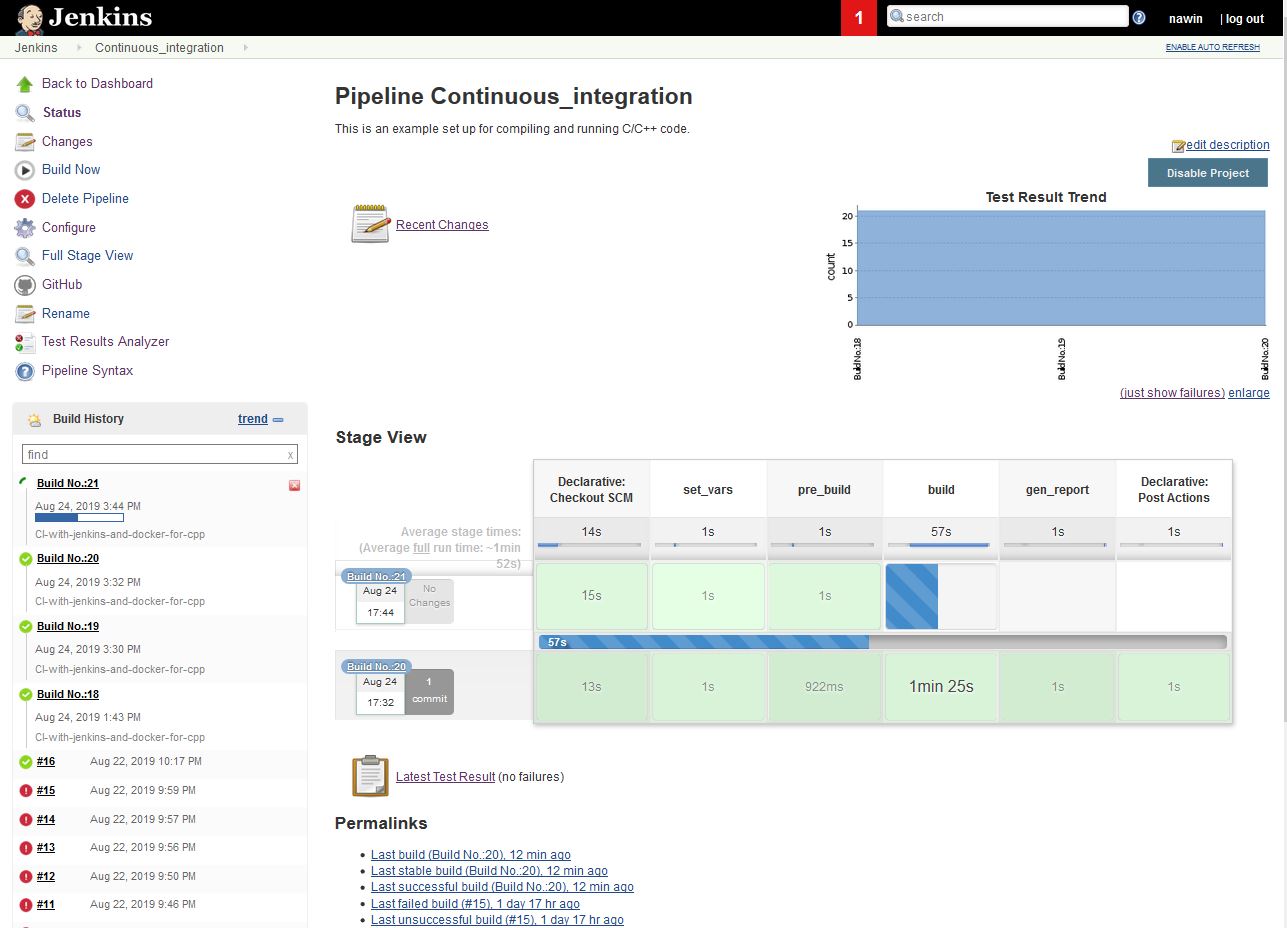 Jenkins
1
search
nawin
| log out
Jenkins
Continuous_integration
ENABLE AUTO REFRESH
Back to Dashboard
Status
Changes
Build Now
Delete Pipeline
Configure
Full Stage View
GitHub
Rename
Test Results Analyzer
Pipeline Syntax
Build History
trend
find
x
Build No.:21
Aug 24, 2019 3:44 PM
CI-with-jenkins-and-docker-for-cpp
Build No.:20
Aug 24, 2019 3:32 PM
CI-with-jenkins-and-docker-for-cpp
Build No.:19
Aug 24, 2019 3:30 PM
CI-with-jenkins-and-docker-for-cpp
Build No.:18
Aug 24, 2019 1:43 PM
CI-with-jenkins-and-docker-for-cpp
#16 Aug 22, 2019 10:17 PM
#15 Aug 22, 2019 9:59 PM
#14 Aug 22, 2019 9:57 PM
#13 Aug 22, 2019 9:56 PM
#12 Aug 22, 2019 9:50 PM
#11 Aug 22, 2019 9:46 PM
Pipeline Continuous_integration
This is an example set up for compiling and running C/C++ code.
edit description
Disable Project
Recent Changes
Test Result Trend
20
15
10
5
0
count
Build No.:18
Build No.:19
Build No.:20
(just show failures) enlarge
Stage View
Declarative:
Checkout SCM
set_vars
pre_build
build
gen_report
Declarative:
Post Actions
Average stage times:
(Average full run time: ~1min
52s)
14s
1s
1s
57s
1s
1s
Build No.:21
Aug 24
17:44
No
Changes
15s
1s
1s
57s
Build No.:20
Aug 24
17:32
1
commit
13s
1s
922ms
1min 25s
1s
1s
Latest Test Result (no failures)
Permalinks
Last build (Build No.:20), 12 min ago
Last stable build (Build No.:20), 12 min ago
Last successful build (Build No.:20), 12 min ago
Last failed build (#15), 1 day 17 hr ago
Last unsuccessful build (#15), 1 day 17 hr ago